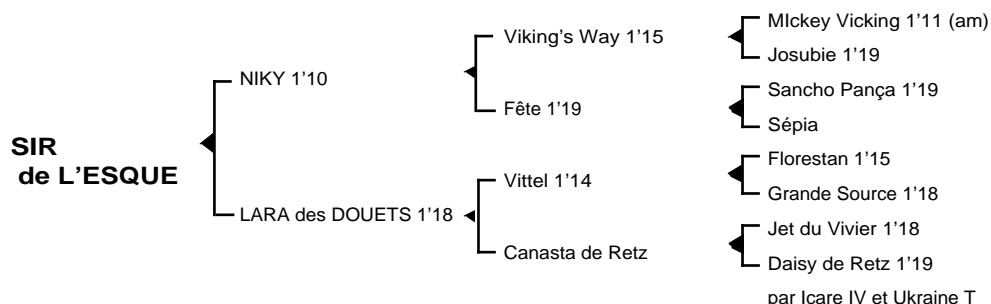 SIR
de L'ESQUE
NIKY 1'10
LARA des DOUETS 1'18
Viking's Way 1'15
Fête 1'19
Vittel 1'14
Canasta de Retz
MIckey Vicking 1'11 (am)
Josubie 1'19
Sancho Pança 1'19
Sépia
Florestan 1'15
Grande Source 1'18
Jet du Vivier 1'18
Daisy de Retz 1'19
par Icare IV et Ukraine T